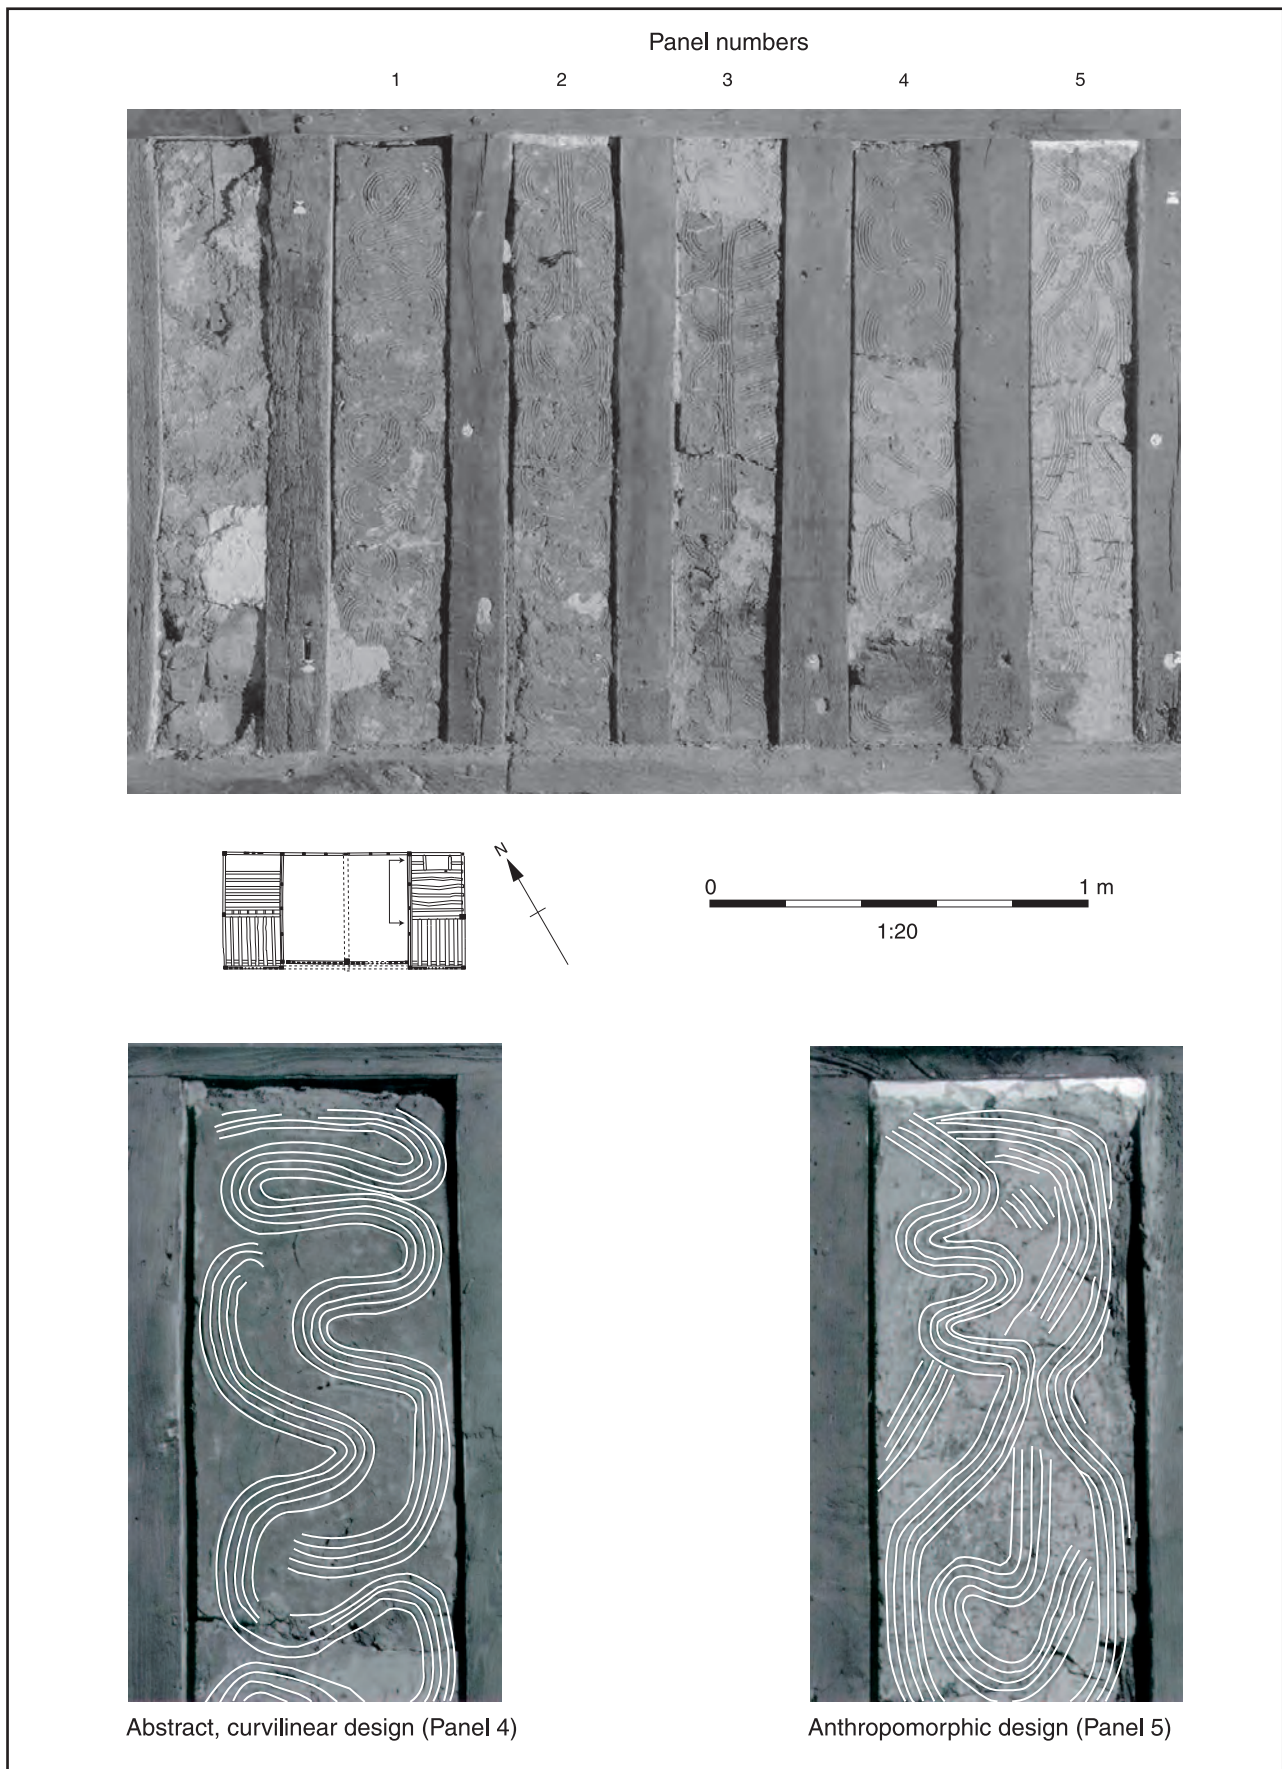 Panel numbers
1 2 3 4 5
N
0 1 m
1:20
Abstract, curvilinear design (Panel 4)
Anthropomorphic design (Panel 5)